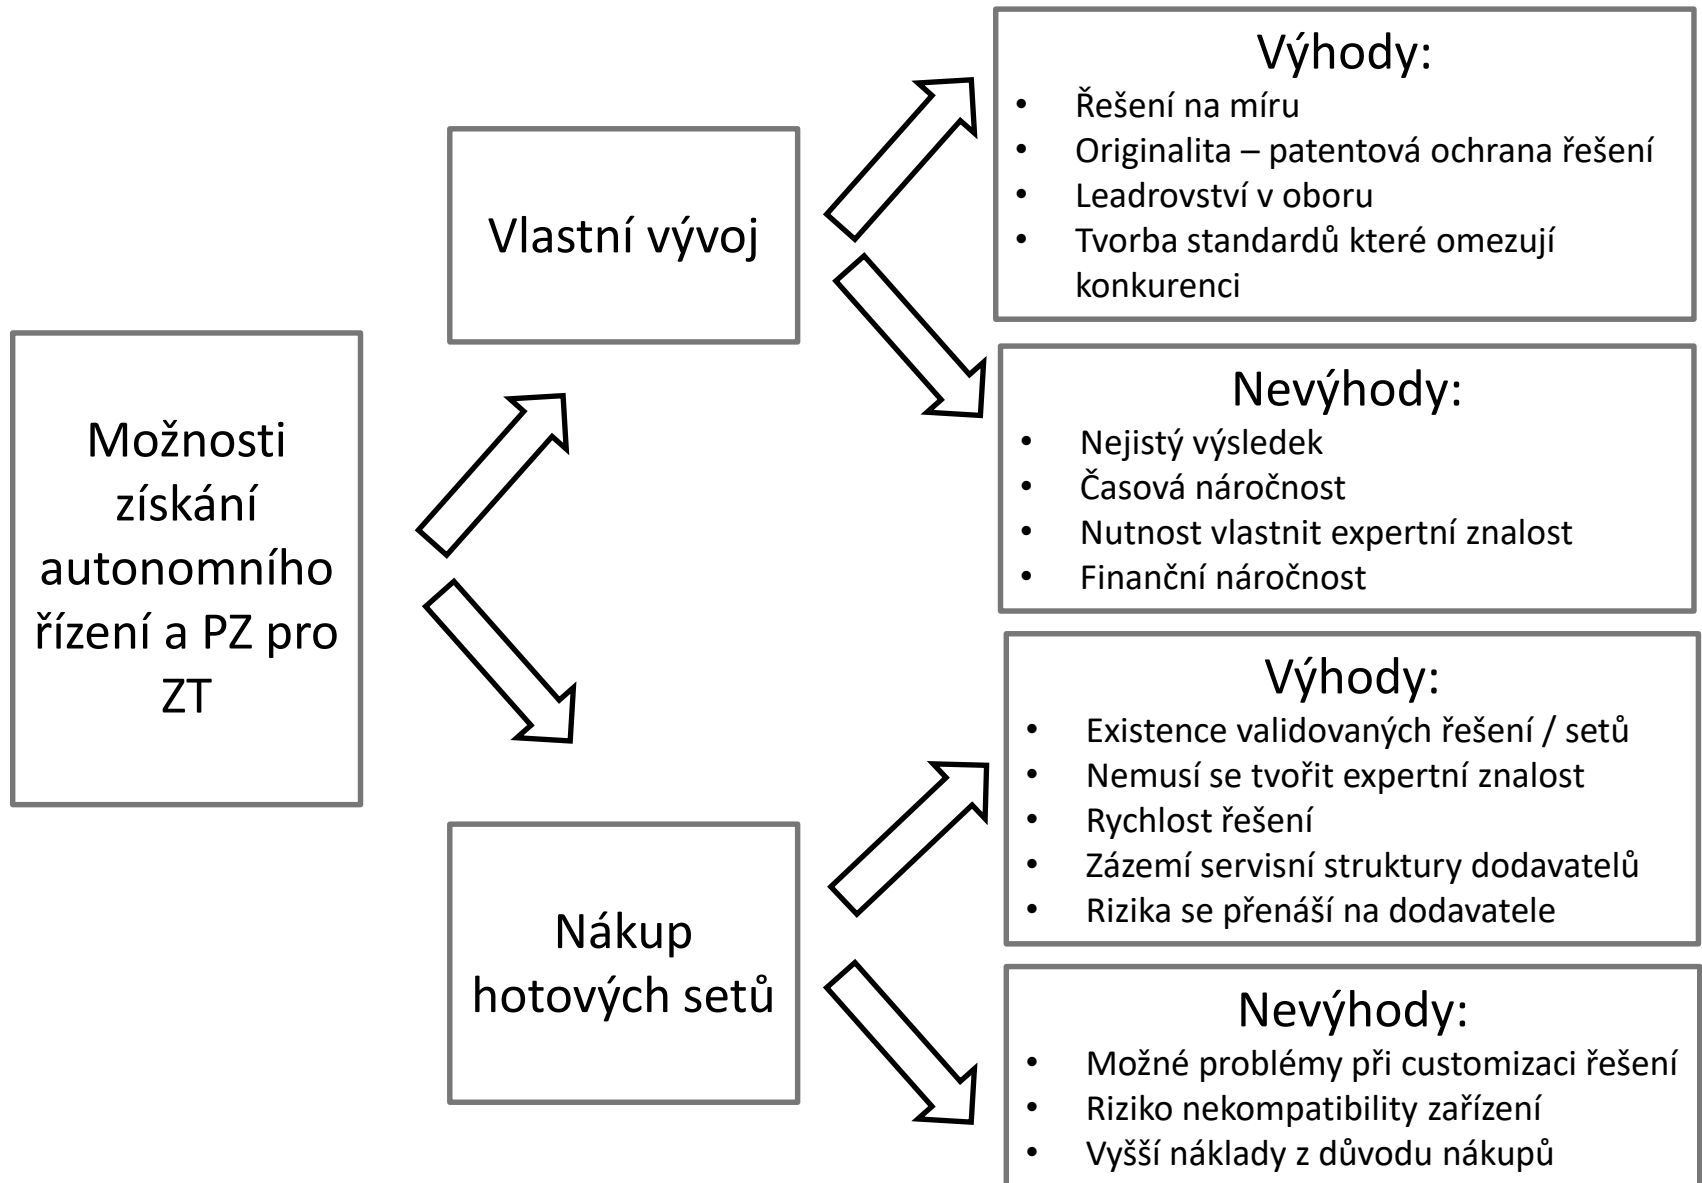 Možnosti
získání
autonomního
řízení a PZ pro
ZT
Vlastní vývoj
Výhody:
• Řešení na míru
• Originalita – patentová ochrana řešení
• Leadrovství v oboru
• Tvorba standardů které omezují
konkurenci
Nevýhody:
• Nejistý výsledek
• Časová náročnost
• Nutnost vlastnit expertní znalost
• Finanční náročnost
Nákup
hotových setů
Výhody:
• Existence validovaných řešení / setů
• Nemusí se tvořit expertní znalost
• Rychlost řešení
• Zázemí servisní struktury dodavatelů
• Rizika se přenáší na dodavatele
Nevýhody:
• Možné problémy při customizaci řešení
• Riziko nekompatibility zařízení
• Vyšší náklady z důvodu nákupů